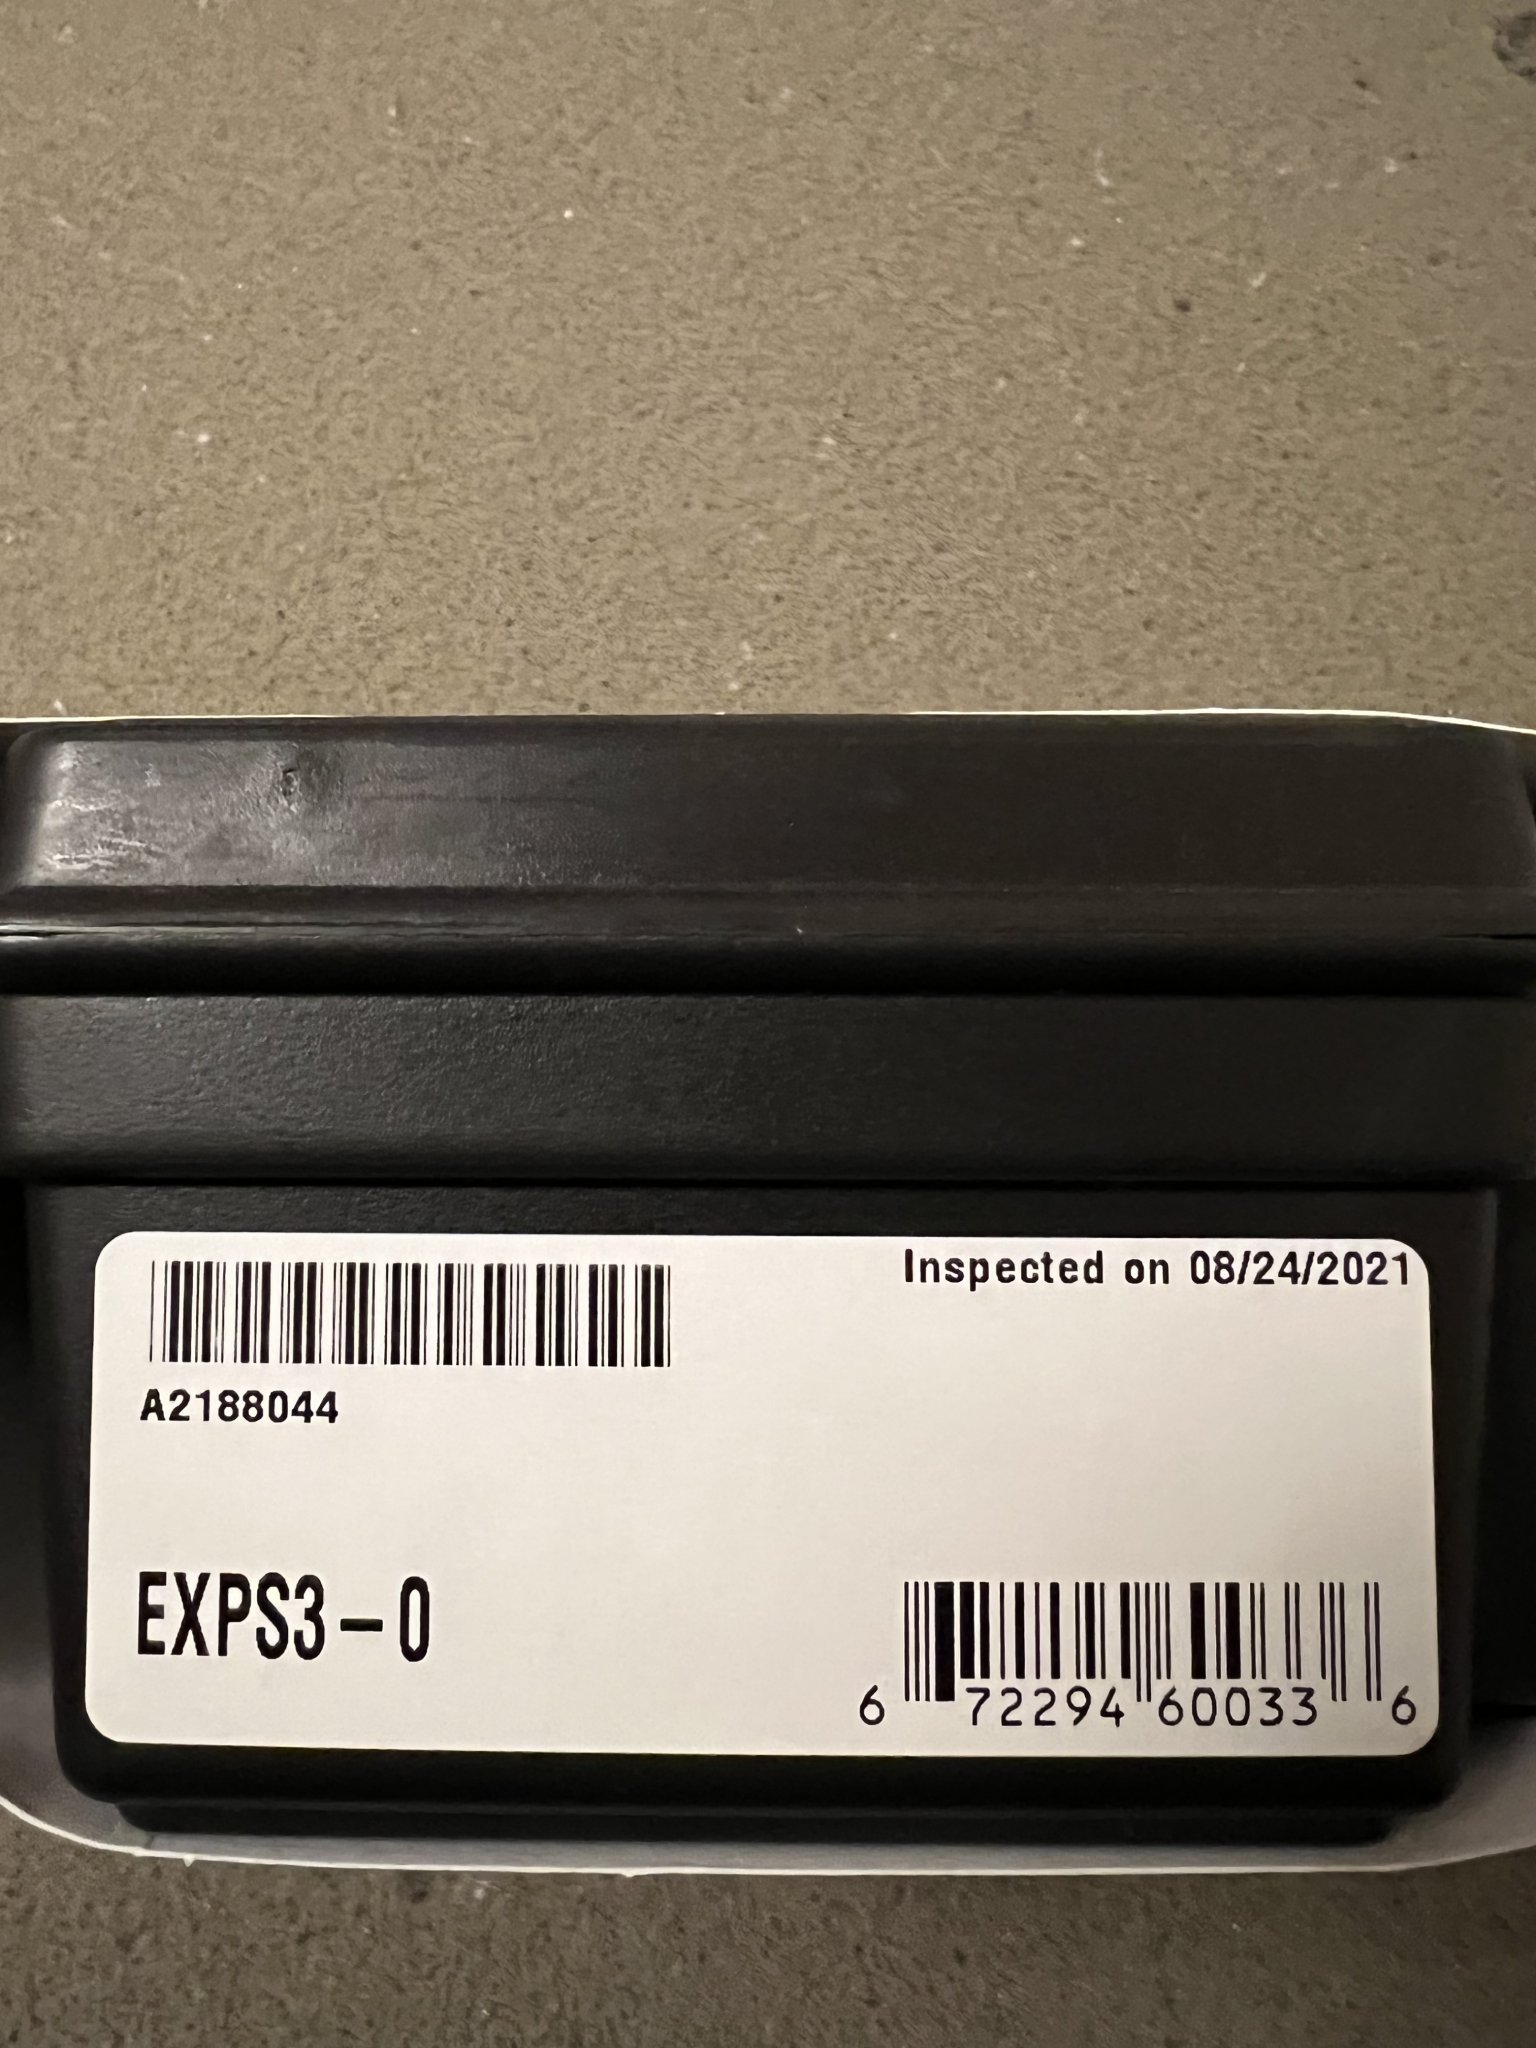 Inspected on 08/24/2021
A2188044
EXPS3-0
6 72294 60033 6